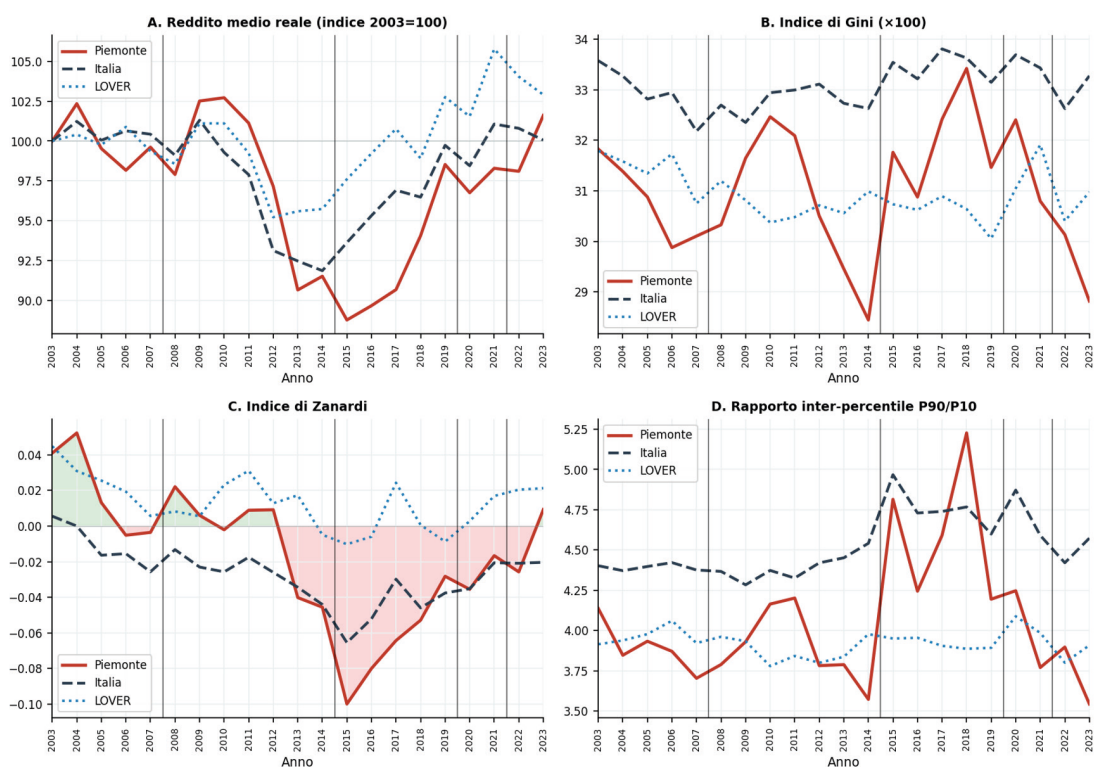 A. Reddito medio reale (indice 2003=100)
Piemonte
Italia
LOVER
105.0
102.5
100.0
97.5
95.0
92.5
90.0
2003 2004 2005 2006 2007 2008 2009 2010 2011 2012 2013 2014 2015 2016 2017 2018 2019 2020 2021 2022 2023
Anno
B. Indice di Gini (×100)
34
33
32
31
30
29
Piemonte
Italia
LOVER
2003 2004 2005 2006 2007 2008 2009 2010 2011 2012 2013 2014 2015 2016 2017 2018 2019 2020 2021 2022 2023
Anno
C. Indice di Zanardi
0.04
0.02
0.00
−0.02
−0.04
−0.06
−0.08
−0.10
Piemonte
Italia
LOVER
2003 2004 2005 2006 2007 2008 2009 2010 2011 2012 2013 2014 2015 2016 2017 2018 2019 2020 2021 2022 2023
Anno
D. Rapporto inter-percentile P90/P10
Piemonte
Italia
LOVER
5.25
5.00
4.75
4.50
4.25
4.00
3.75
3.50
2003 2004 2005 2006 2007 2008 2009 2010 2011 2012 2013 2014 2015 2016 2017 2018 2019 2020 2021 2022 2023
Anno